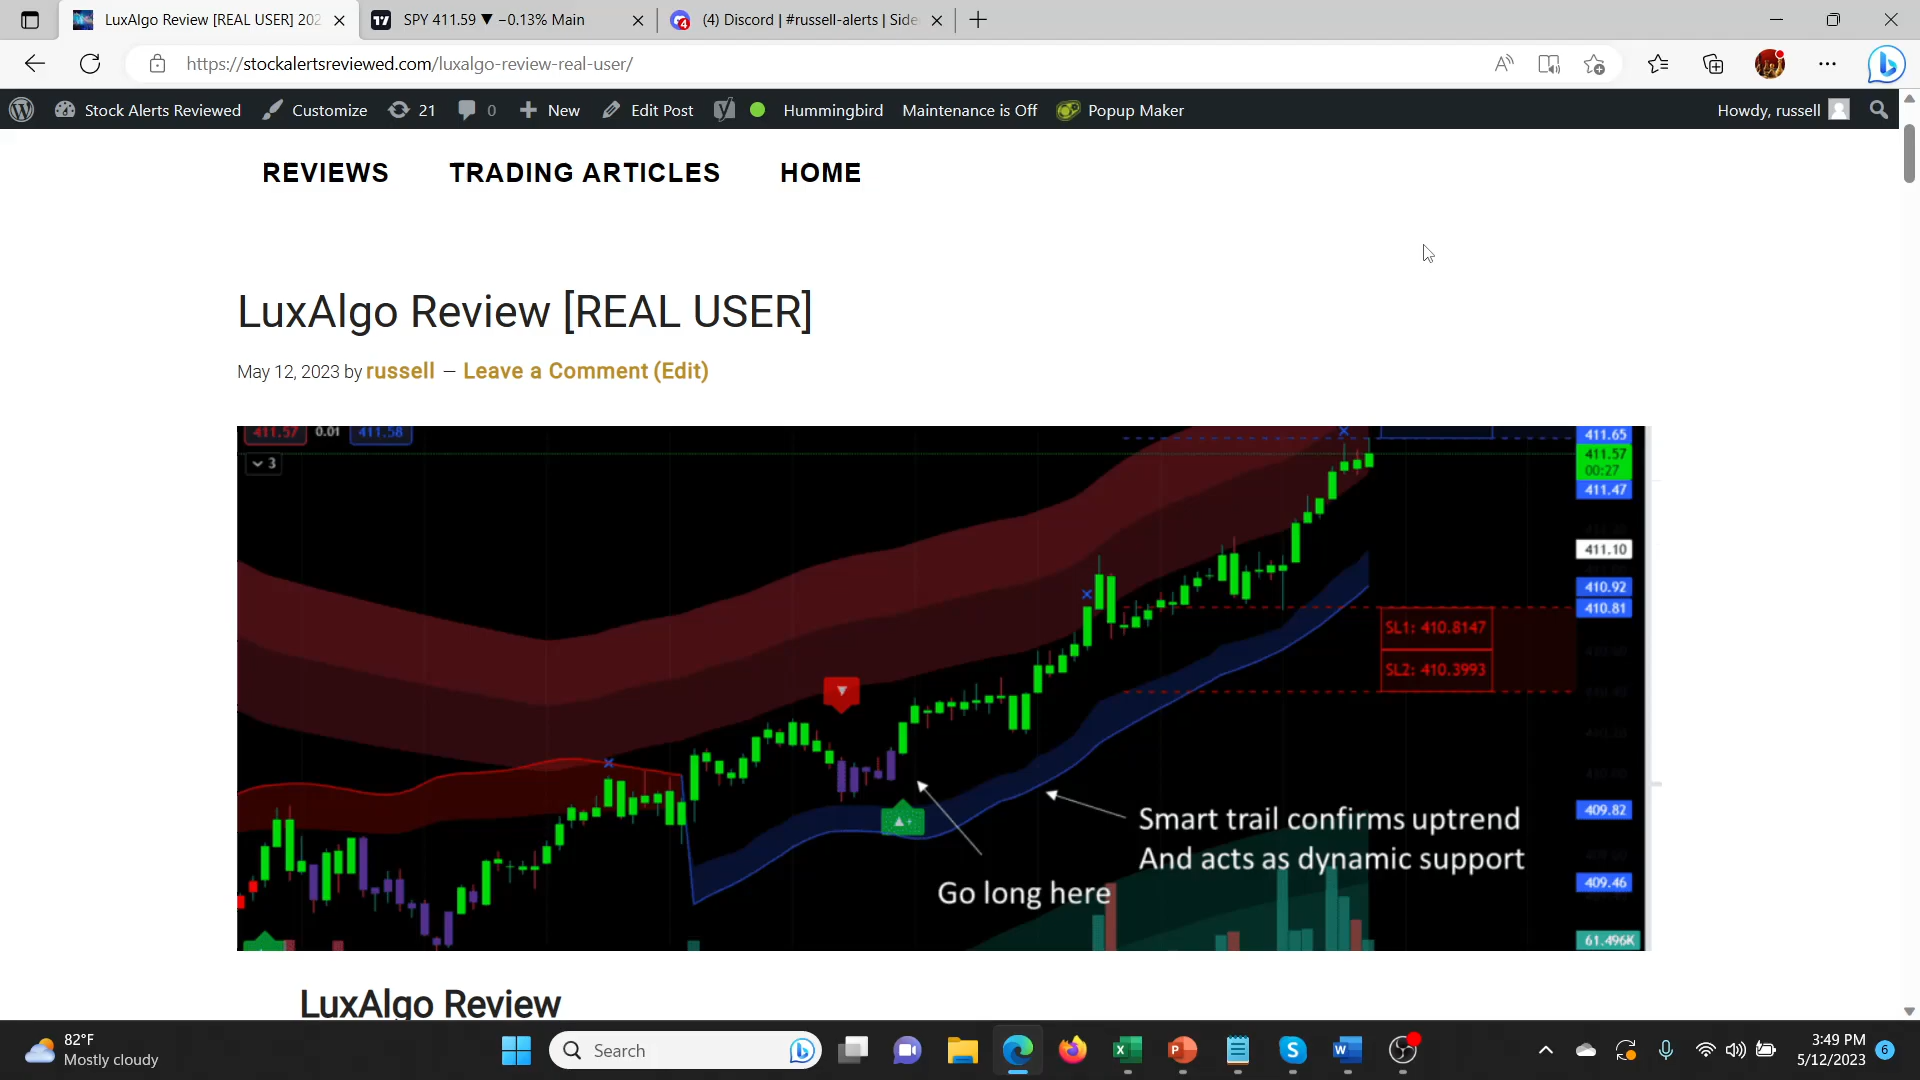 LuxAlgo Review [REAL USER] 202
SPY 411.59 ▼ −0.13% Main
(4) Discord | #russell-alerts | Side
https://stockalertsreviewed.com/luxalgo-review-real-user/
Stock Alerts Reviewed
Customize
21
0
New
Edit Post
Hummingbird
Maintenance is Off
Popup Maker
Howdy, russell
REVIEWS
TRADING ARTICLES
HOME
LuxAlgo Review [REAL USER]
May 12, 2023 by russell — Leave a Comment (Edit)
411.57
0.01
411.58
3
411.65
411.57
00:27
411.47
411.10
410.92
410.81
SL1: 410.8147
SL2: 410.3993
409.82
409.46
61.496K
Smart trail confirms uptrend
And acts as dynamic support
Go long here
LuxAlgo Review
82°F
Mostly cloudy
Search
3:49 PM
5/12/2023
6